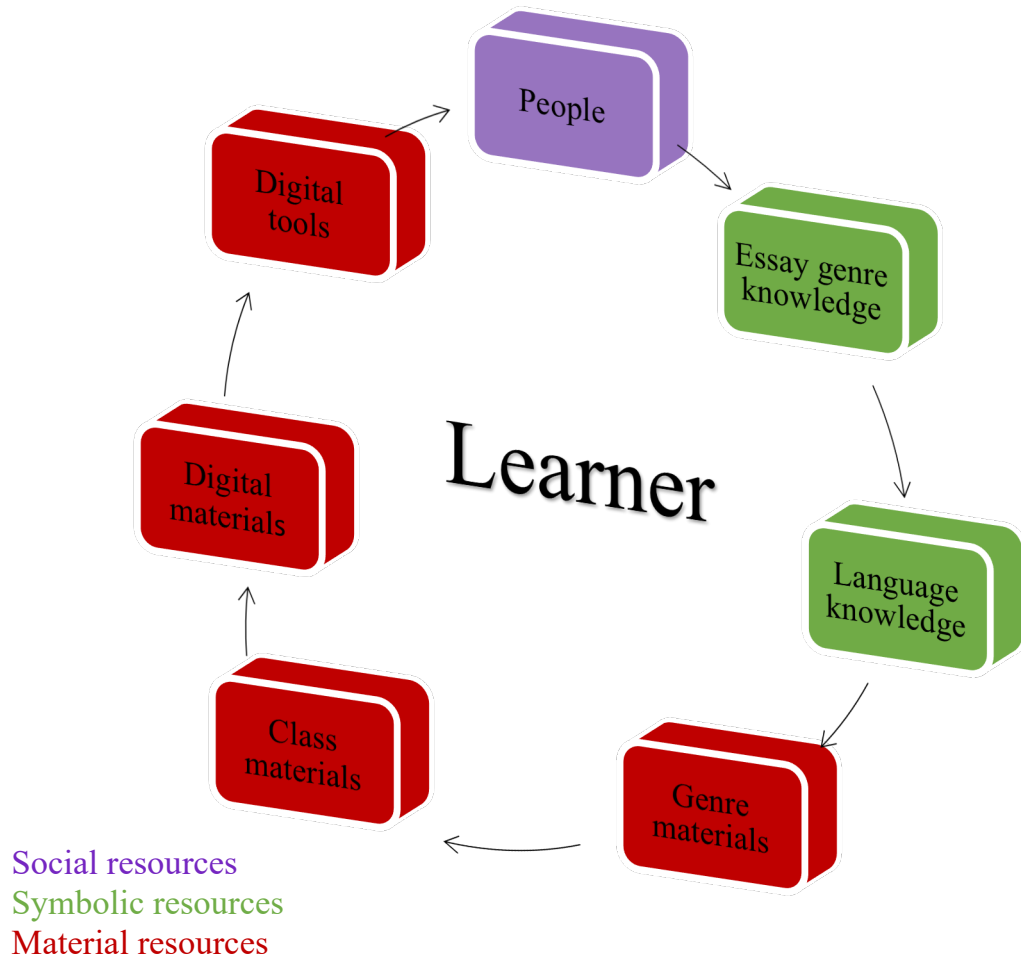 People
Essay genre
knowledge
Language
knowledge
Genre
materials
Class
materials
Digital
materials
Digital
tools
Learner
Social resources
Symbolic resources
Material resources